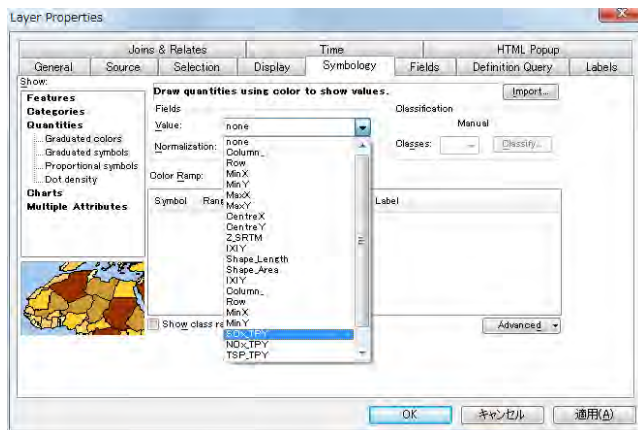 Layer Properties
Joins & Relates Time HTML Popup
General Source Selection Display Symbology Fields Definition Query Labels
Show:
Features
Categories
Quantities
Graduated colors
Graduated symbols
Proportional symbols
Dot density
Charts
Multiple Attributes
Draw quantities using color to show values.
Import...
Fields
Value: none
Normalization:
Classification
Manual
Classes:
Classify...
Color Ramp:
Symbol Rang Label
none
Column_
Row
MinX
MinY
MaxX
MaxY
CentreX
CentreY
Z_SRTM
IXIY
Shape_Length
Shape_Area
IXIY
Column_
Row
MinX
MinY
SOx_TPY
NOx_TPY
TSP_TPY
Show class ra
Advanced
OK キャンセル 適用(A)